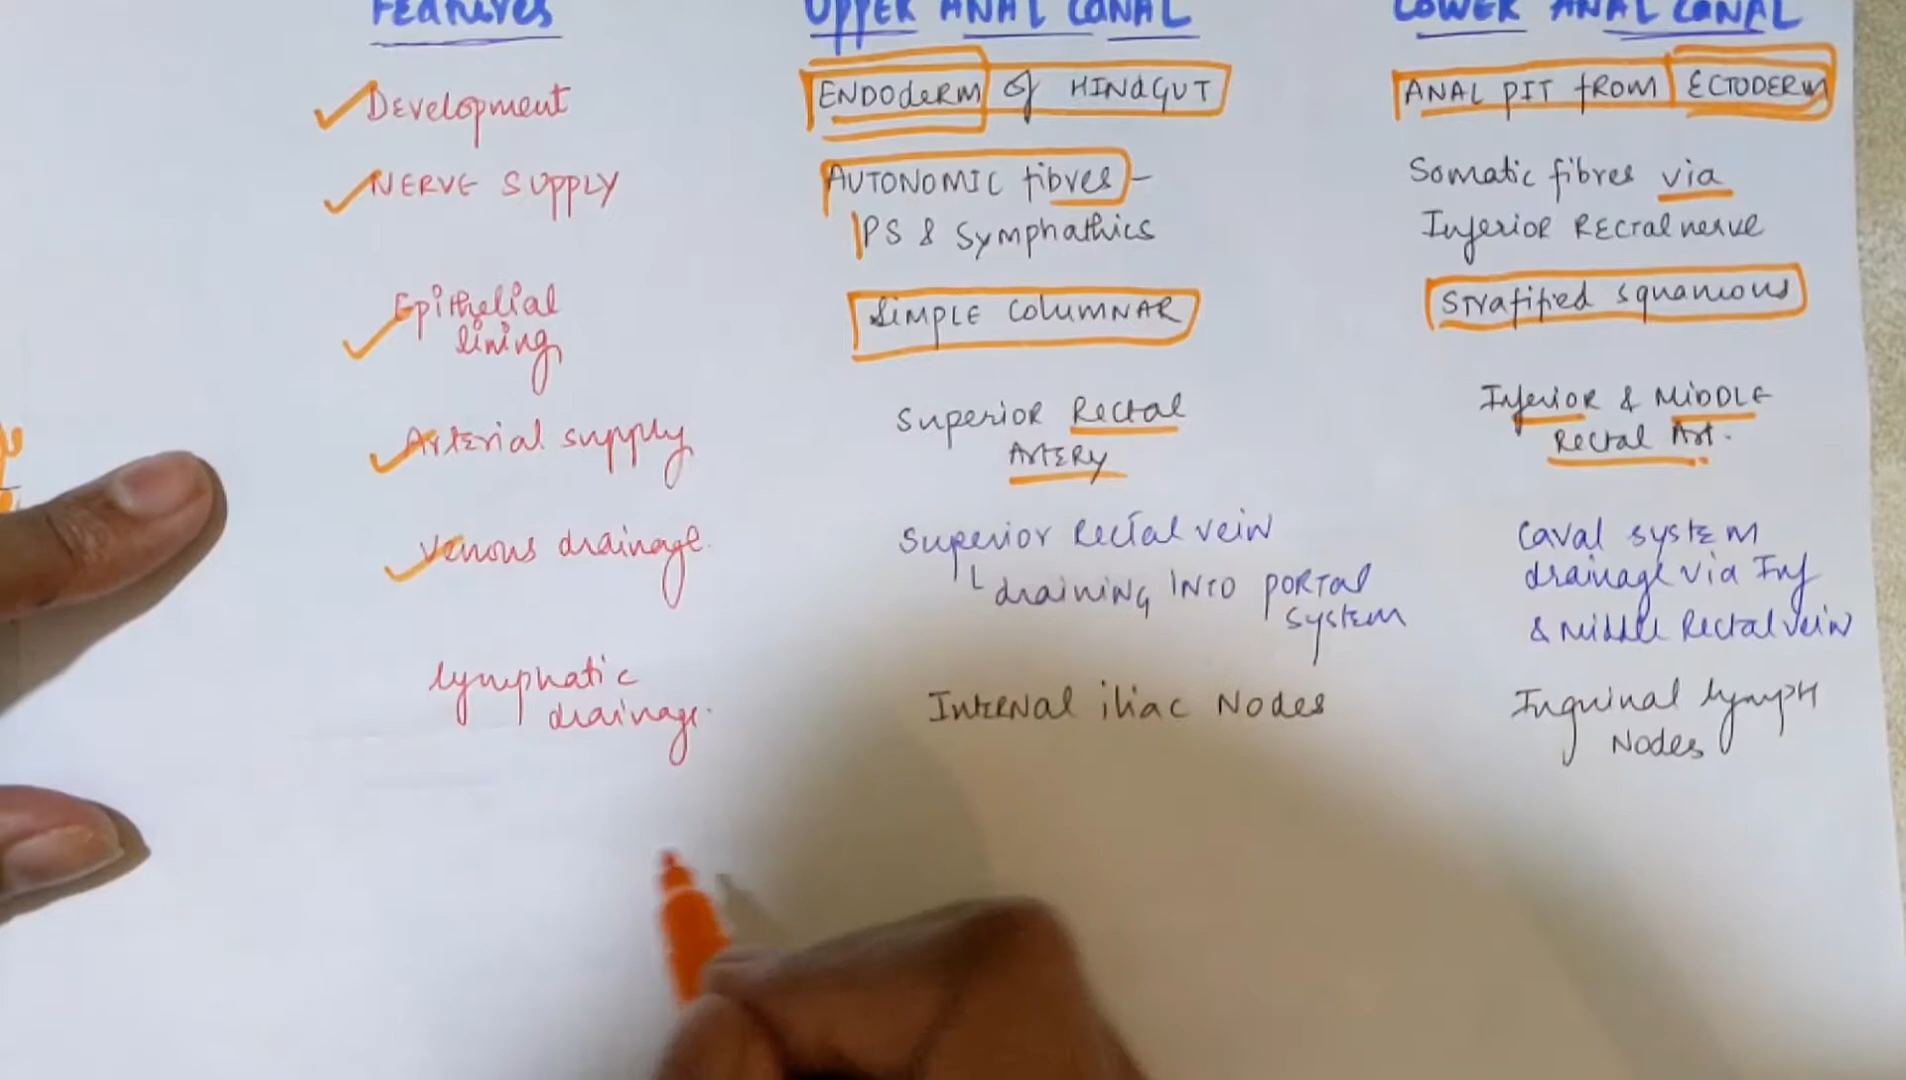 Features UPPER ANAL CANAL LOWER ANAL CANAL
Development ENDODERM of HINDGUT ANAL PIT FROM ECTODERM
NERVE SUPPLY AUTONOMIC fibres - Somatic fibres via
PS & Symphathics Inferior RECTAL nerve
Epithelial lining SIMPLE COLUMNAR Strafified squamous
Arterial supply Superior Rectal Inferior & MIDDLE
ARTERY Rectal Art.
Venous drainage. Superior Rectal vein Caval system
draining INTO PORTAL drainage via Inf
system & Middle Rectal vein
lymphatic Internal iliac Nodes Inguinal lymph
drainage. Nodes